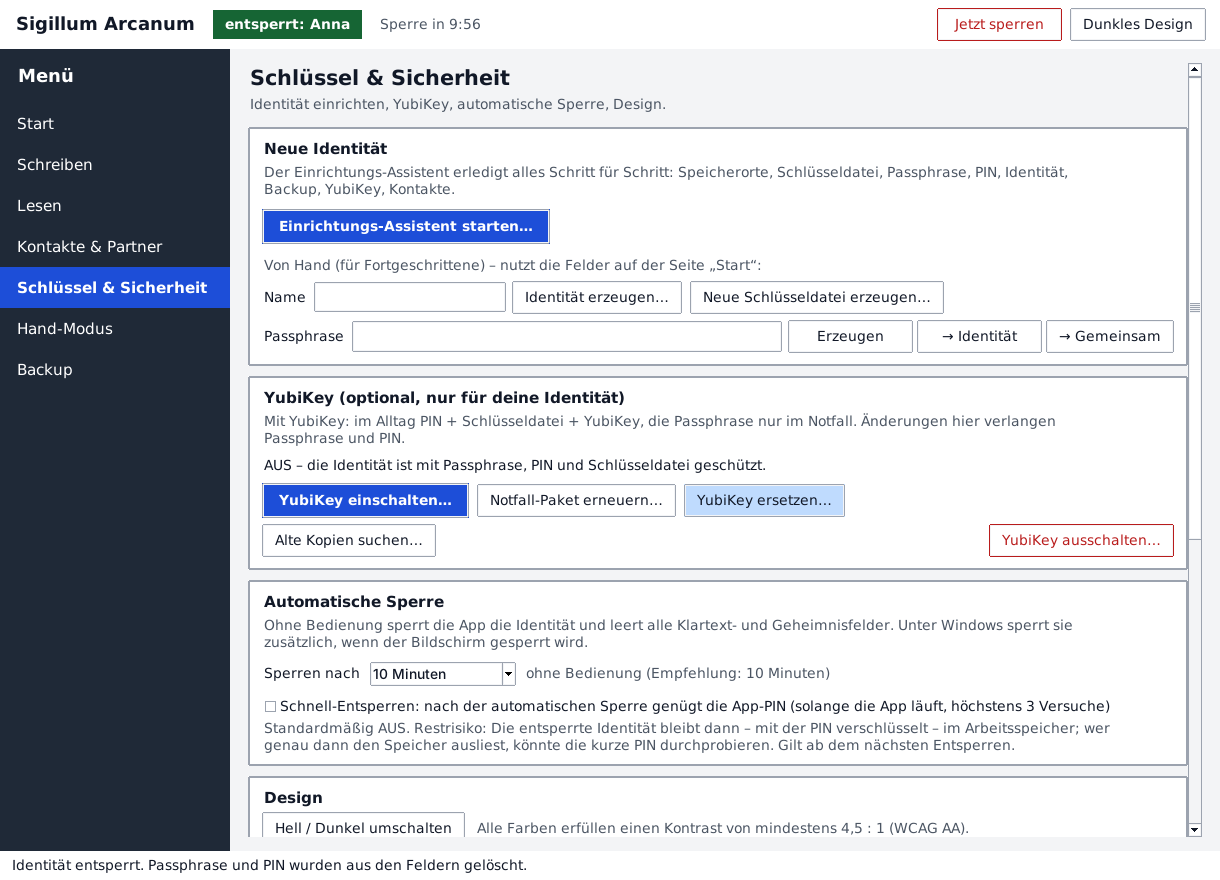 Sigillum Arcanum
entsperrt: Anna
Sperre in 9:56
Jetzt sperren
Dunkles Design
Menü
Start
Schreiben
Lesen
Kontakte & Partner
Schlüssel & Sicherheit
Hand-Modus
Backup
Schlüssel & Sicherheit
Identität einrichten, YubiKey, automatische Sperre, Design.
Neue Identität
Der Einrichtungs-Assistent erledigt alles Schritt für Schritt: Speicherorte, Schlüsseldatei, Passphrase, PIN, Identität,
Backup, YubiKey, Kontakte.
Einrichtungs-Assistent starten…
Von Hand (für Fortgeschrittene) – nutzt die Felder auf der Seite „Start“:
Name
Identität erzeugen…
Neue Schlüsseldatei erzeugen…
Passphrase
Erzeugen
→ Identität
→ Gemeinsam
YubiKey (optional, nur für deine Identität)
Mit YubiKey: im Alltag PIN + Schlüsseldatei + YubiKey, die Passphrase nur im Notfall. Änderungen hier verlangen
Passphrase und PIN.
AUS – die Identität ist mit Passphrase, PIN und Schlüsseldatei geschützt.
YubiKey einschalten…
Notfall-Paket erneuern…
YubiKey ersetzen…
Alte Kopien suchen…
YubiKey ausschalten…
Automatische Sperre
Ohne Bedienung sperrt die App die Identität und leert alle Klartext- und Geheimnisfelder. Unter Windows sperrt sie
zusätzlich, wenn der Bildschirm gesperrt wird.
Sperren nach
10 Minuten
ohne Bedienung (Empfehlung: 10 Minuten)
Schnell-Entsperren: nach der automatischen Sperre genügt die App-PIN (solange die App läuft, höchstens 3 Versuche)
Standardmäßig AUS. Restrisiko: Die entsperrte Identität bleibt dann – mit der PIN verschlüsselt – im Arbeitsspeicher; wer
genau dann den Speicher ausliest, könnte die kurze PIN durchprobieren. Gilt ab dem nächsten Entsperren.
Design
Hell / Dunkel umschalten
Alle Farben erfüllen einen Kontrast von mindestens 4,5 : 1 (WCAG AA).
Identität entsperrt. Passphrase und PIN wurden aus den Feldern gelöscht.